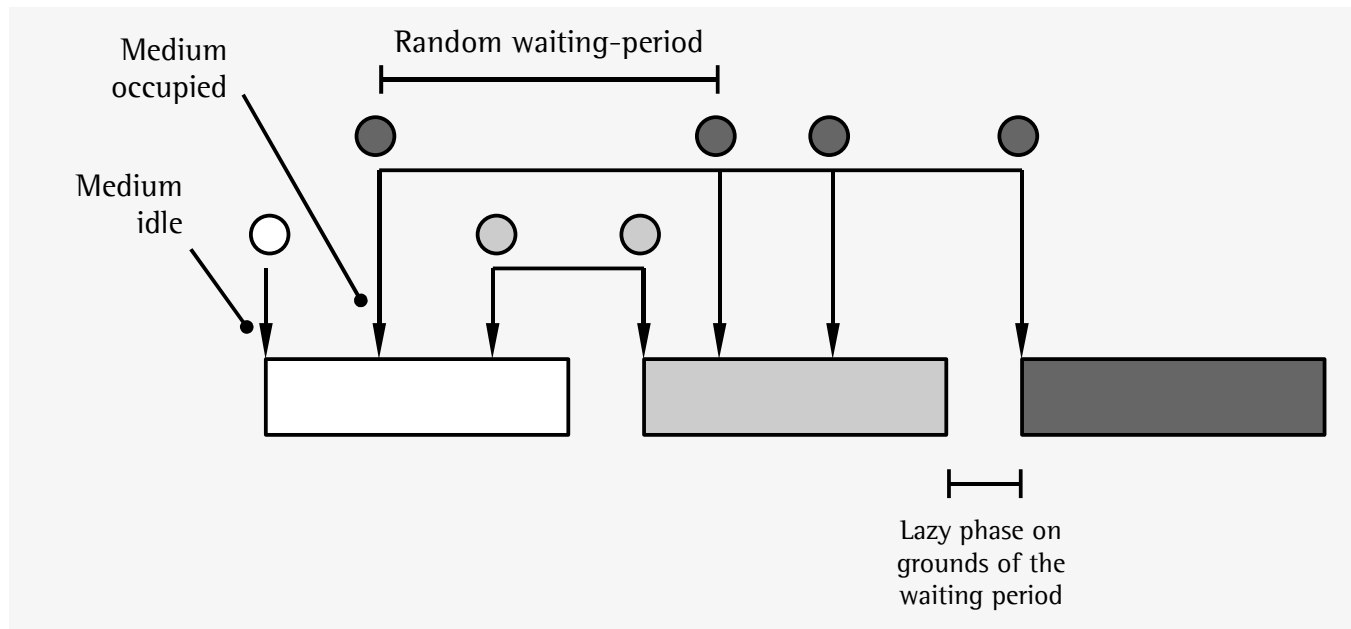 Medium
occupied
Random waiting-period
Medium
idle
Lazy phase on
grounds of the
waiting period